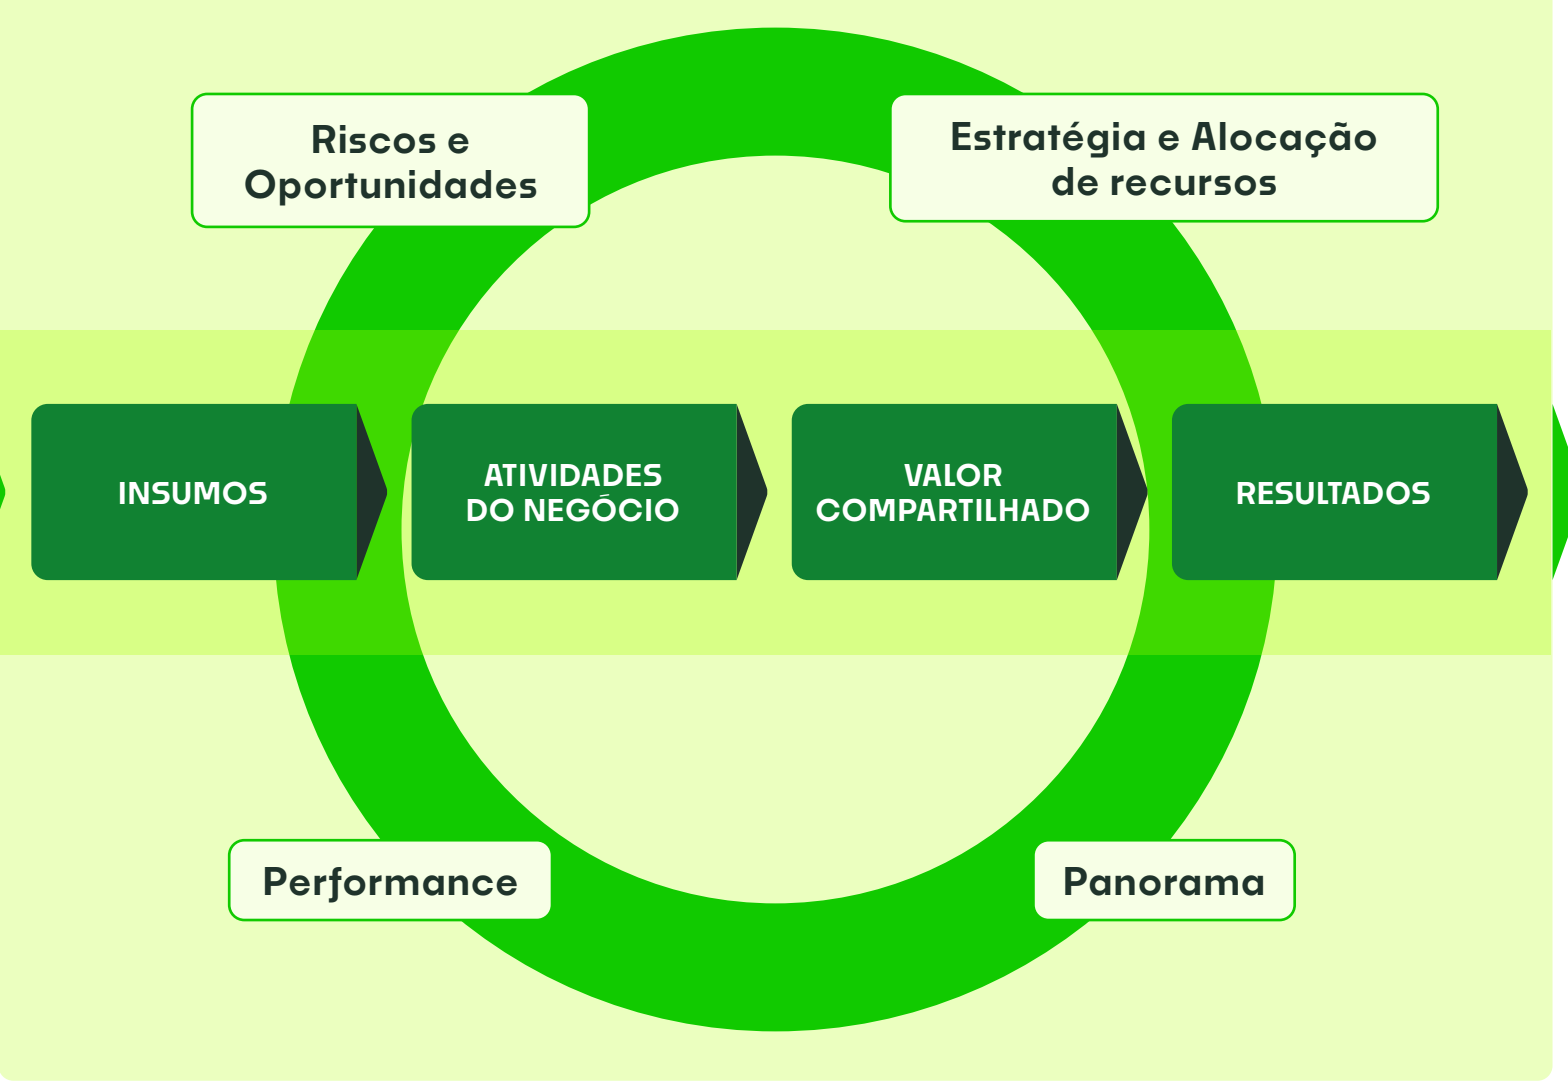 Riscos e
Oportunidades
Estratégia e Alocação
de recursos
INSUMOS
ATIVIDADES
DO NEGÓCIO
VALOR
COMPARTILHADO
RESULTADOS
Performance
Panorama